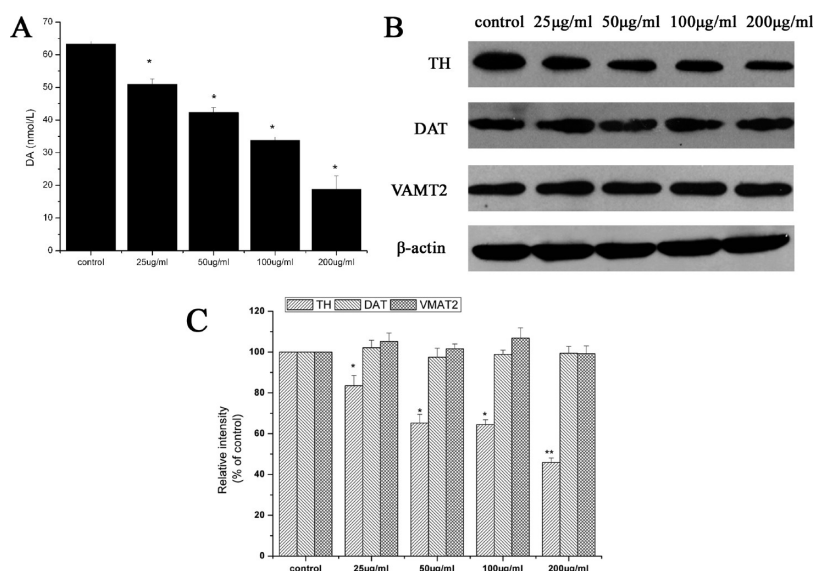 A
DA (nmol/L)
70
60
50
40
30
20
10
0
*
*
*
*
control 25ug/ml 50ug/ml 100ug/ml 200ug/ml
B
control 25μg/ml 50μg/ml 100μg/ml 200μg/ml
TH
DAT
VAMT2
β-actin
C
TH DAT VMAT2
Relative intensity
(% of control)
120
100
80
60
40
20
0
*
*
*
**
control 25ug/ml 50ug/ml 100ug/ml 200ug/ml